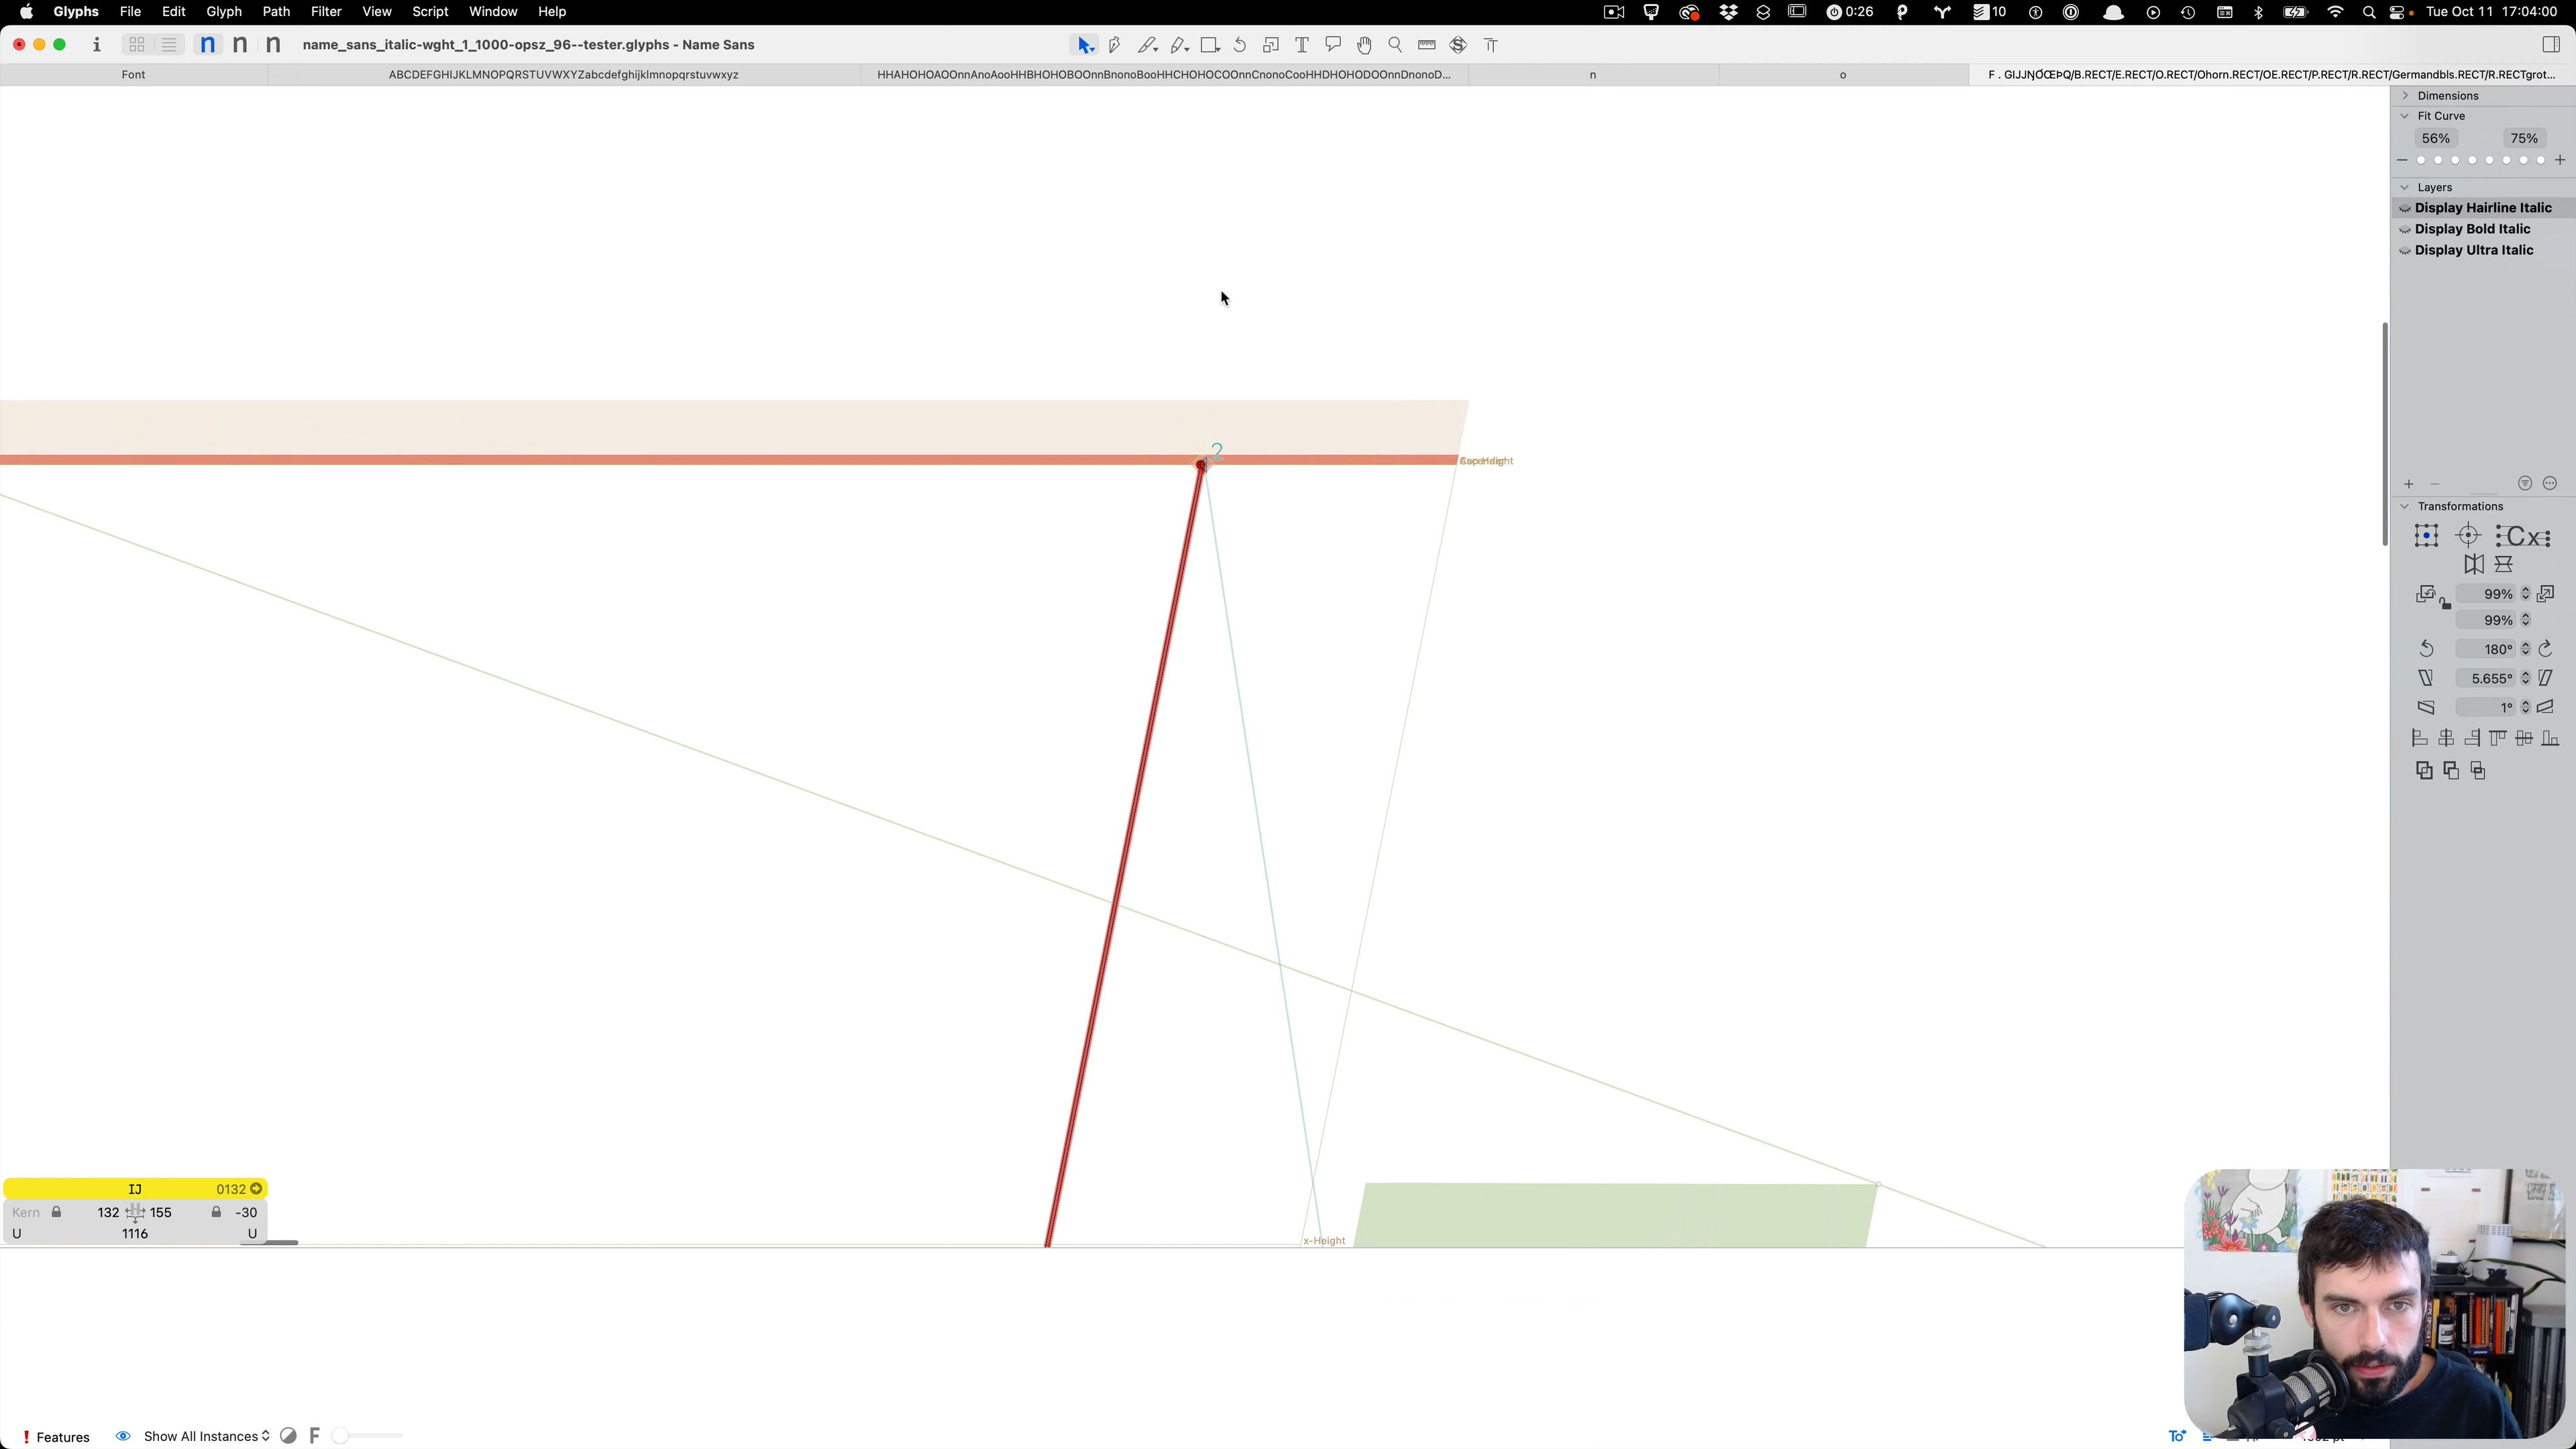 Glyphs File Edit Glyph Path Filter View Script Window Help 0:26 10 Tue Oct 11 17:04:00
name_sans_italic-wght_1_1000-opsz_96--tester.glyphs - Name Sans
Font ABCDEFGHIJKLMNOPQRSTUVWXYZabcdefghijklmnopqrstuvwxyz HHAHOHOAOOnnAnoAooHHBHOHOBOOnnBnonoBooHHCHOHOCOOnnCnonoCooHHDHOHODOOnnDnonoD... n o
Dimensions
Fit Curve
56% 75%
Layers
Display Hairline Italic
Display Bold Italic
Display Ultra Italic
2
Transformations
99%
99%
180°
5.655°
1°
x-Height
IJ 0132
Kern 132 155 -30
U 1116 U
Features Show All Instances F